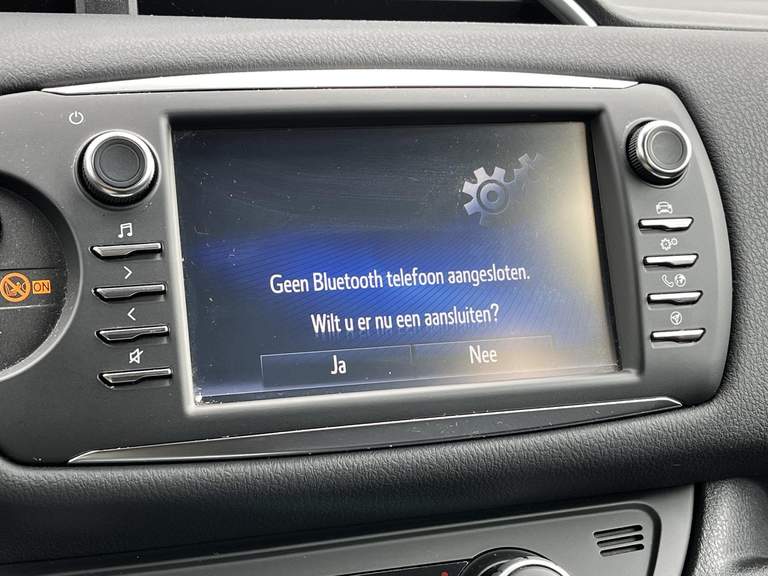 Geen Bluetooth telefoon aangesloten.
Wilt u er nu een aansluiten?
Ja
Nee
ON